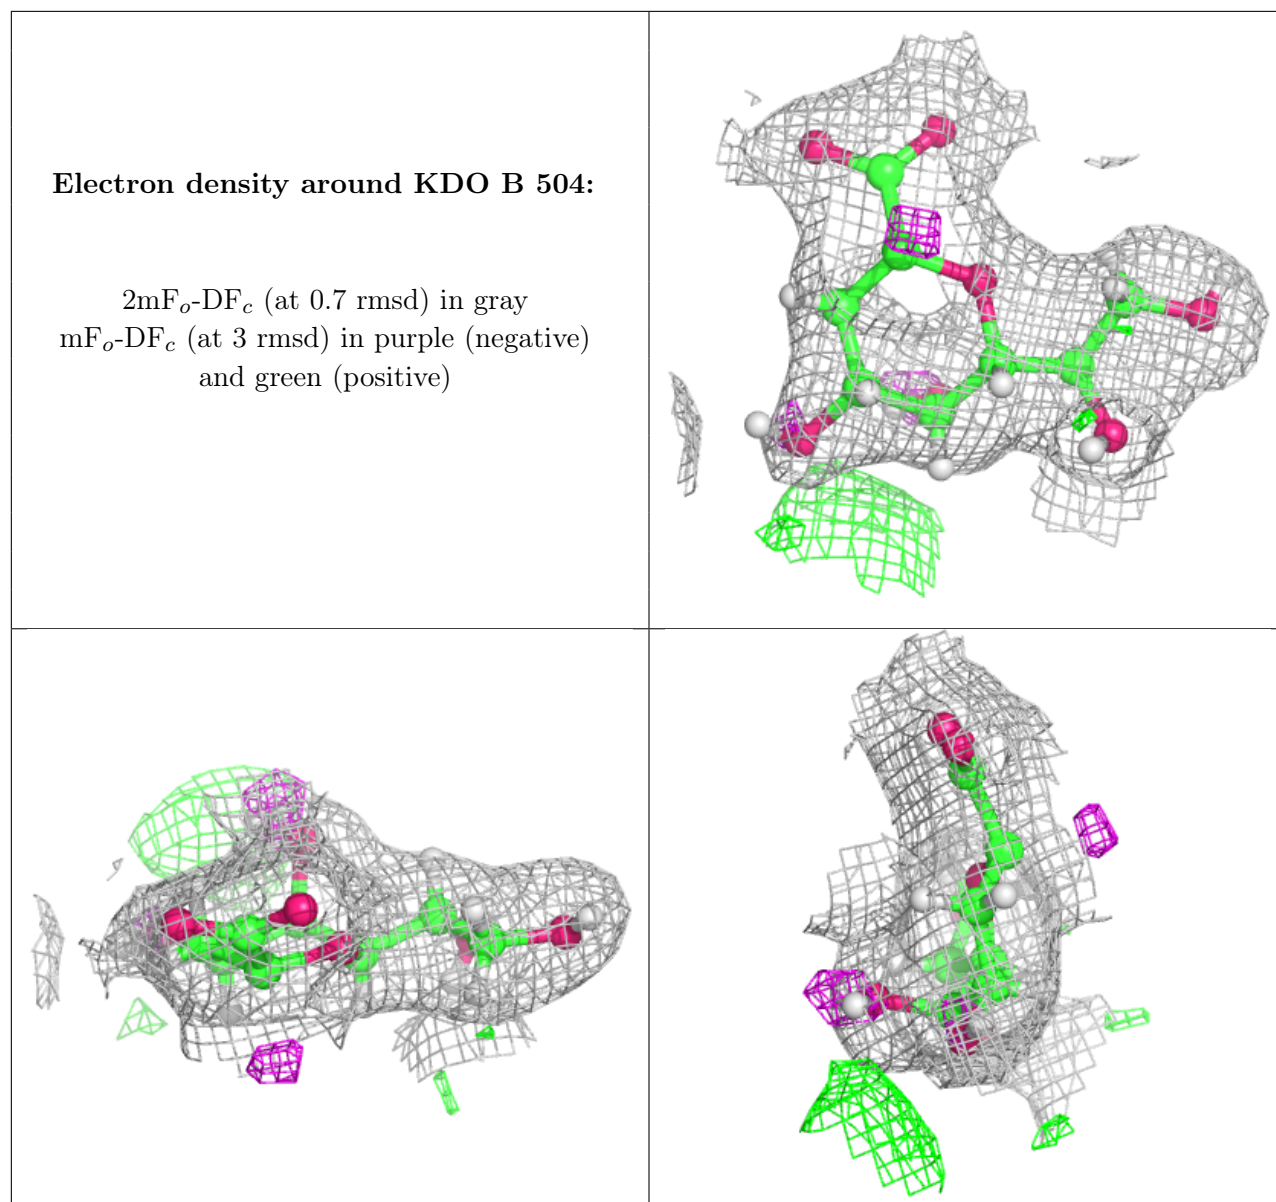 Electron density around KDO B 504:
2mFo-DFc (at 0.7 rmsd) in gray
mFo-DFc (at 3 rmsd) in purple (negative)
and green (positive)